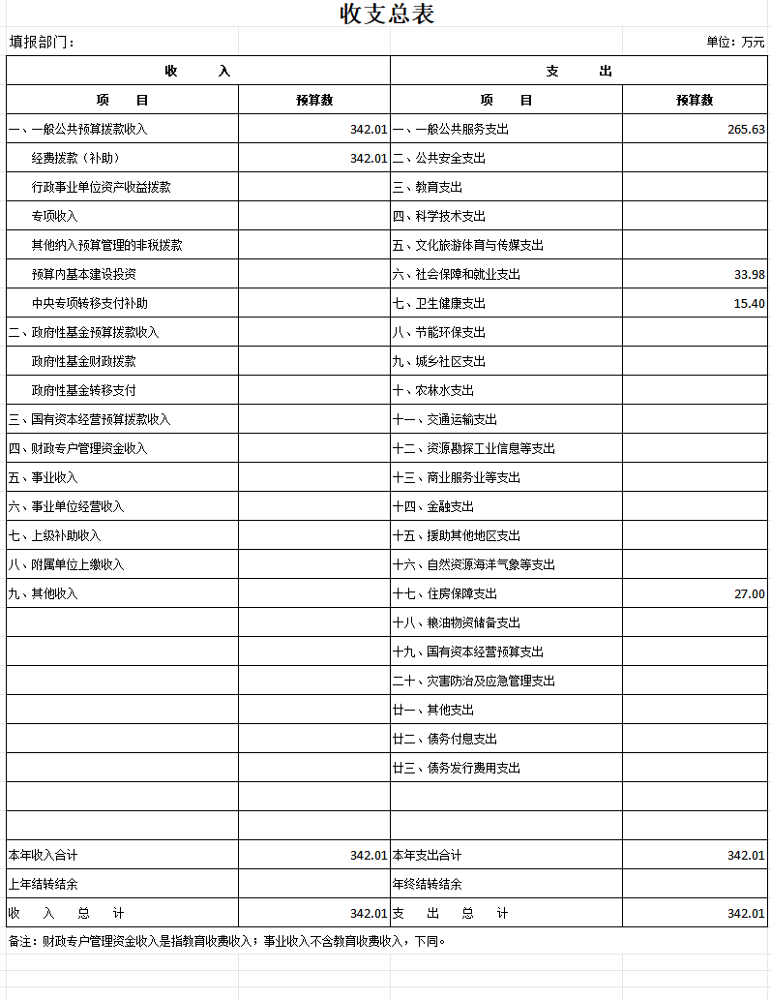 收支总表
填报部门： 单位：万元
收 入 支 出
项 目 预算数 项 目 预算数
一、一般公共预算拨款收入 342.01 一、一般公共服务支出 265.63
经费拨款（补助） 342.01 二、公共安全支出
行政事业单位资产收益拨款 三、教育支出
专项收入 四、科学技术支出
其他纳入预算管理的非税拨款 五、文化旅游体育与传媒支出
预算内基本建设投资 六、社会保障和就业支出 33.98
中央专项转移支付补助 七、卫生健康支出 15.40
二、政府性基金预算拨款收入 八、节能环保支出
政府性基金财政拨款 九、城乡社区支出
政府性基金转移支付 十、农林水支出
三、国有资本经营预算拨款收入 十一、交通运输支出
四、财政专户管理资金收入 十二、资源勘探工业信息等支出
五、事业收入 十三、商业服务业等支出
六、事业单位经营收入 十四、金融支出
七、上级补助收入 十五、援助其他地区支出
八、附属单位上缴收入 十六、自然资源海洋气象等支出
九、其他收入 十七、住房保障支出 27.00
十八、粮油物资储备支出
十九、国有资本经营预算支出
二十、灾害防治及应急管理支出
廿一、其他支出
廿二、债务付息支出
廿三、债务发行费用支出
本年收入合计 342.01 本年支出合计 342.01
上年结转结余 年终结转结余
收 入 总 计 342.01 支 出 总 计 342.01
备注：财政专户管理资金收入是指教育收费收入；事业收入不含教育收费收入，下同。